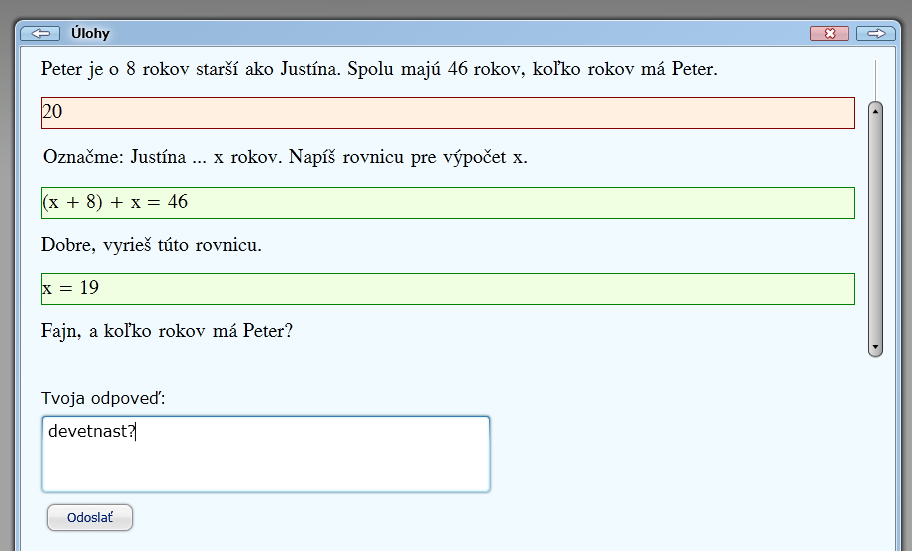 Úlohy
Peter je o 8 rokov starší ako Justína. Spolu majú 46 rokov, koľko rokov má Peter.
20
Označme: Justína ... x rokov. Napíš rovnicu pre výpočet x.
(x + 8) + x = 46
Dobre, vyrieš túto rovnicu.
x = 19
Fajn, a koľko rokov má Peter?
Tvoja odpoveď:
devetnast?
Odoslať